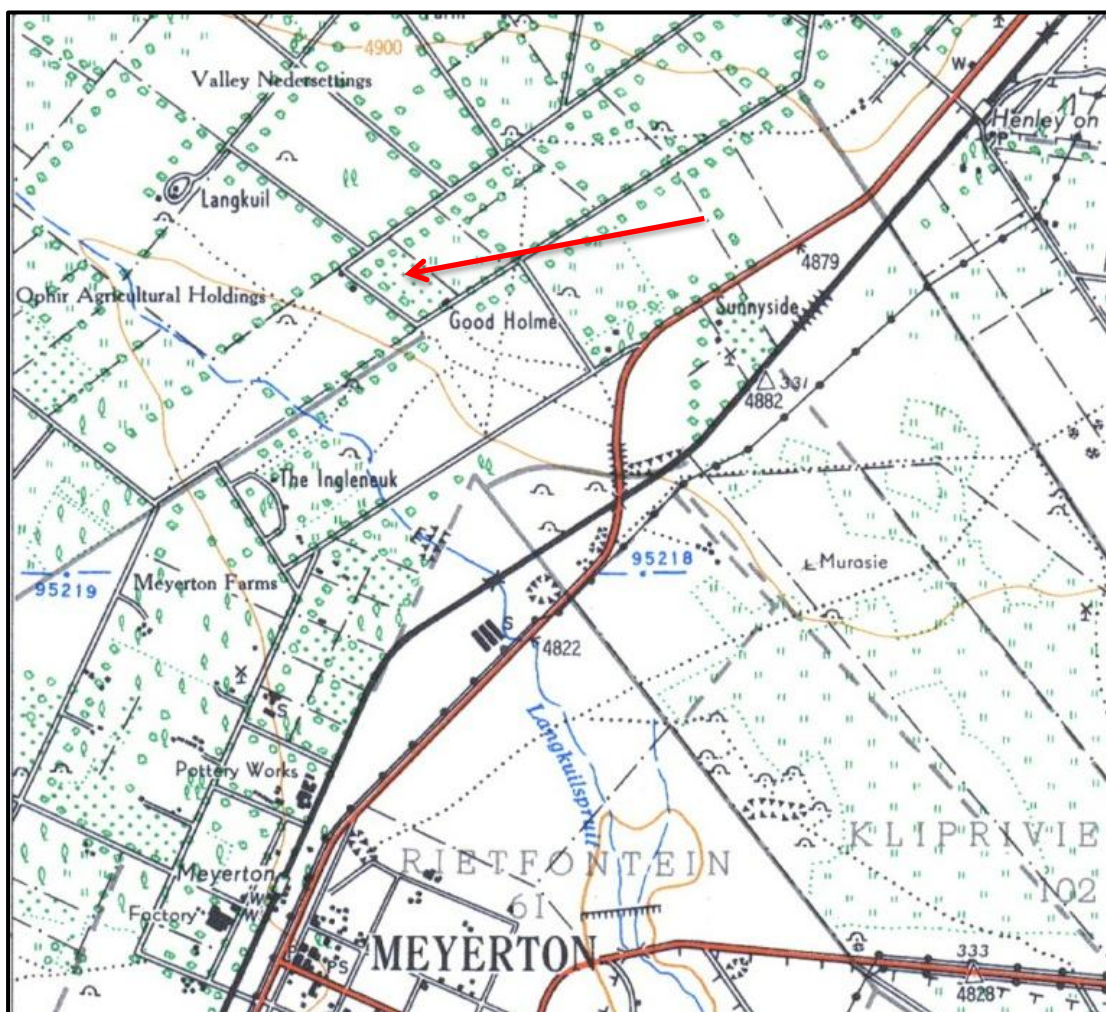 4900
Valley Nedersettings
W
Henley on
P
Langkuil
4879
Ophir Agricultural Holdings
Good Holme
Sunnyside
331
4882
The Ingleneuk
95218
Murasie
95219
Meyerton Farms
S
4822
S
Langkuilspruit
Pottery Works
KLIPRIVIE
RIETFONTEIN
61
102
Meyerton
W
W
Factory
MEYERTON
PS
333
4828